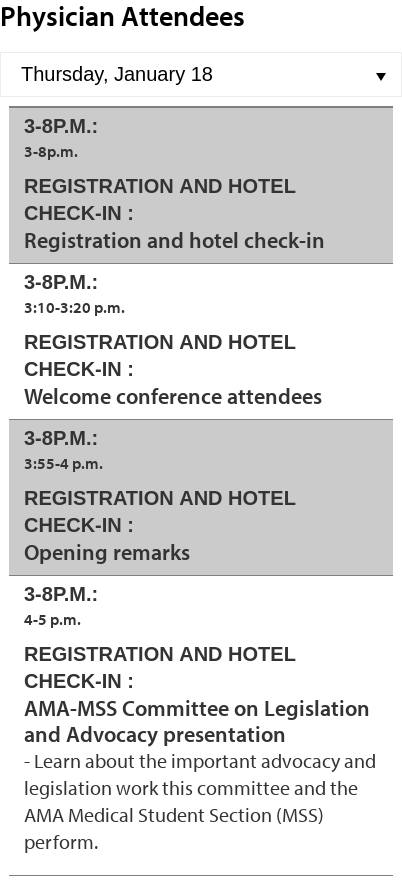 Physician Attendees
Thursday, January 18
3-8P.M.:
3-8p.m.
REGISTRATION AND HOTEL
CHECK-IN :
Registration and hotel check-in
3-8P.M.:
3:10-3:20 p.m.
REGISTRATION AND HOTEL
CHECK-IN :
Welcome conference attendees
3-8P.M.:
3:55-4 p.m.
REGISTRATION AND HOTEL
CHECK-IN :
Opening remarks
3-8P.M.:
4-5 p.m.
REGISTRATION AND HOTEL
CHECK-IN :
AMA-MSS Committee on Legislation
and Advocacy presentation
- Learn about the important advocacy and
legislation work this committee and the
AMA Medical Student Section (MSS)
perform.